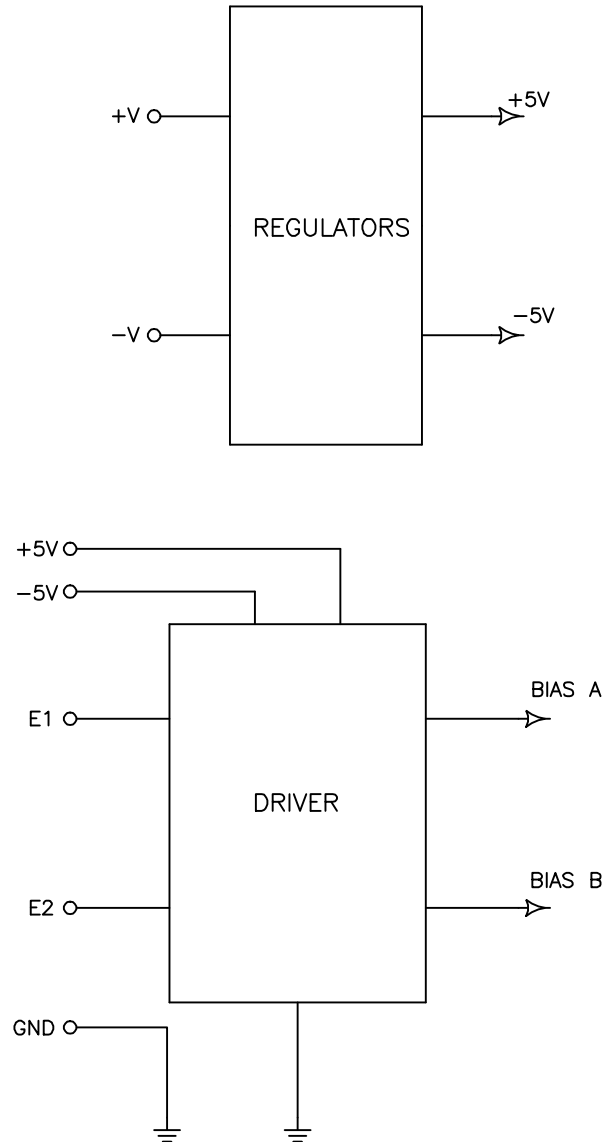 +5V
+V
REGULATORS
-5V
-V
+5V
-5V
BIAS A
E1
DRIVER
BIAS B
E2
GND